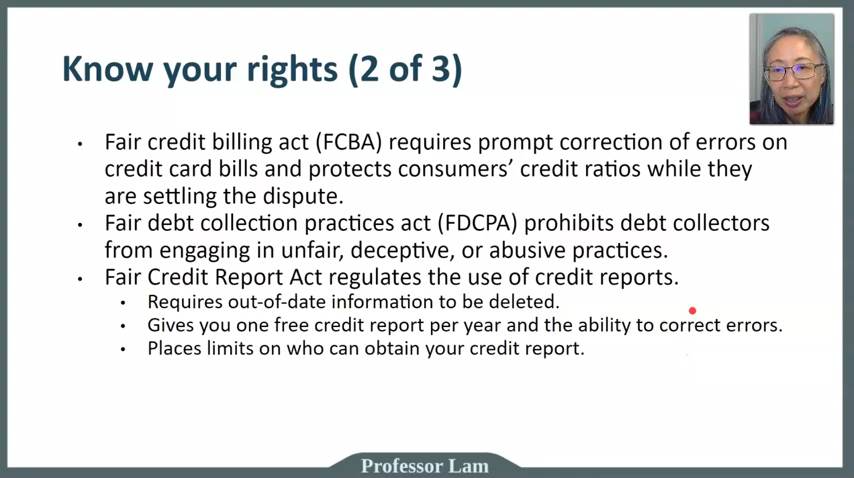 Know your rights (2 of 3)
• Fair credit billing act (FCBA) requires prompt correction of errors on
credit card bills and protects consumers’ credit ratios while they
are settling the dispute.
• Fair debt collection practices act (FDCPA) prohibits debt collectors
from engaging in unfair, deceptive, or abusive practices.
• Fair Credit Report Act regulates the use of credit reports.
• Requires out-of-date information to be deleted.
• Gives you one free credit report per year and the ability to correct errors.
• Places limits on who can obtain your credit report.
Professor Lam